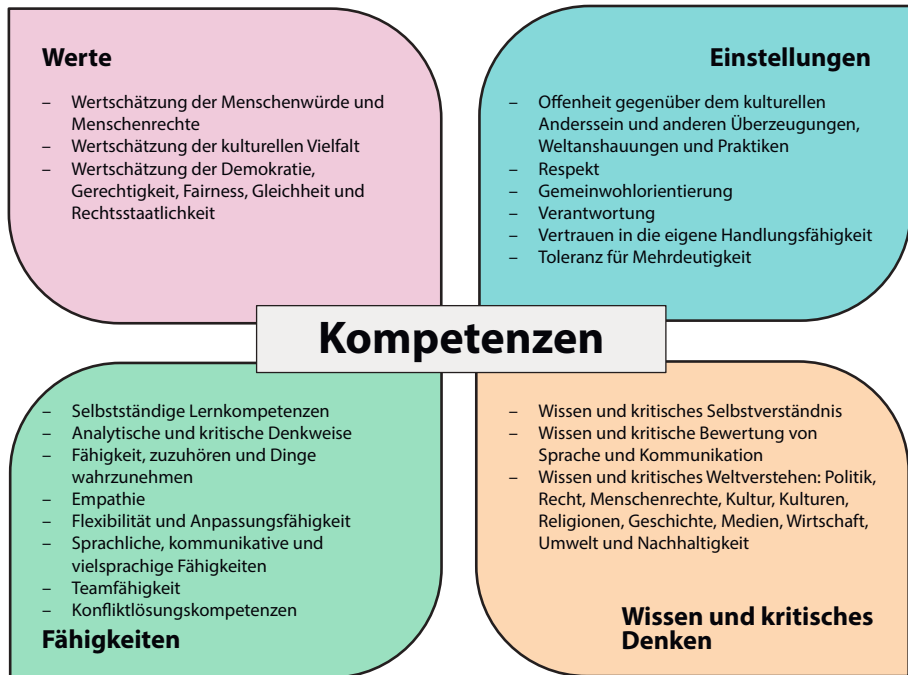 Werte
– Wertschätzung der Menschenwürde und
Menschenrechte
– Wertschätzung der kulturellen Vielfalt
– Wertschätzung der Demokratie,
Gerechtigkeit, Fairness, Gleichheit und
Rechtsstaatlichkeit
Einstellungen
– Offenheit gegenüber dem kulturellen
Anderssein und anderen Überzeugungen,
Weltanshauungen und Praktiken
– Respekt
– Gemeinwohlorientierung
– Verantwortung
– Vertrauen in die eigene Handlungsfähigkeit
– Toleranz für Mehrdeutigkeit
Kompetenzen
– Selbstständige Lernkompetenzen
– Analytische und kritische Denkweise
– Fähigkeit, zuzuhören und Dinge
wahrzunehmen
– Empathie
– Flexibilität und Anpassungsfähigkeit
– Sprachliche, kommunikative und
vielsprachige Fähigkeiten
– Teamfähigkeit
– Konfliktlösungskompetenzen
Fähigkeiten
– Wissen und kritisches Selbstverständnis
– Wissen und kritische Bewertung von
Sprache und Kommunikation
– Wissen und kritisches Weltverstehen: Politik,
Recht, Menschenrechte, Kultur, Kulturen,
Religionen, Geschichte, Medien, Wirtschaft,
Umwelt und Nachhaltigkeit
Wissen und kritisches
Denken